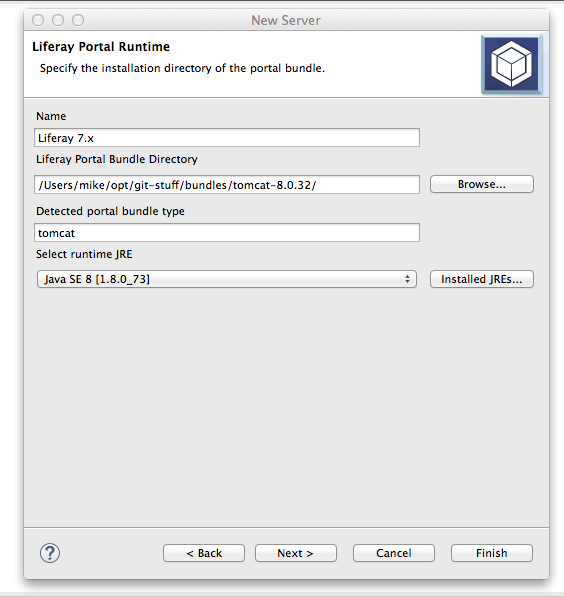 New Server
Liferay Portal Runtime
Specify the installation directory of the portal bundle.
Name
Liferay 7.x
Liferay Portal Bundle Directory
/Users/mike/opt/git-stuff/bundles/tomcat-8.0.32/
Browse...
Detected portal bundle type
tomcat
Select runtime JRE
Java SE 8 [1.8.0_73]
Installed JREs...
?
< Back
Next >
Cancel
Finish